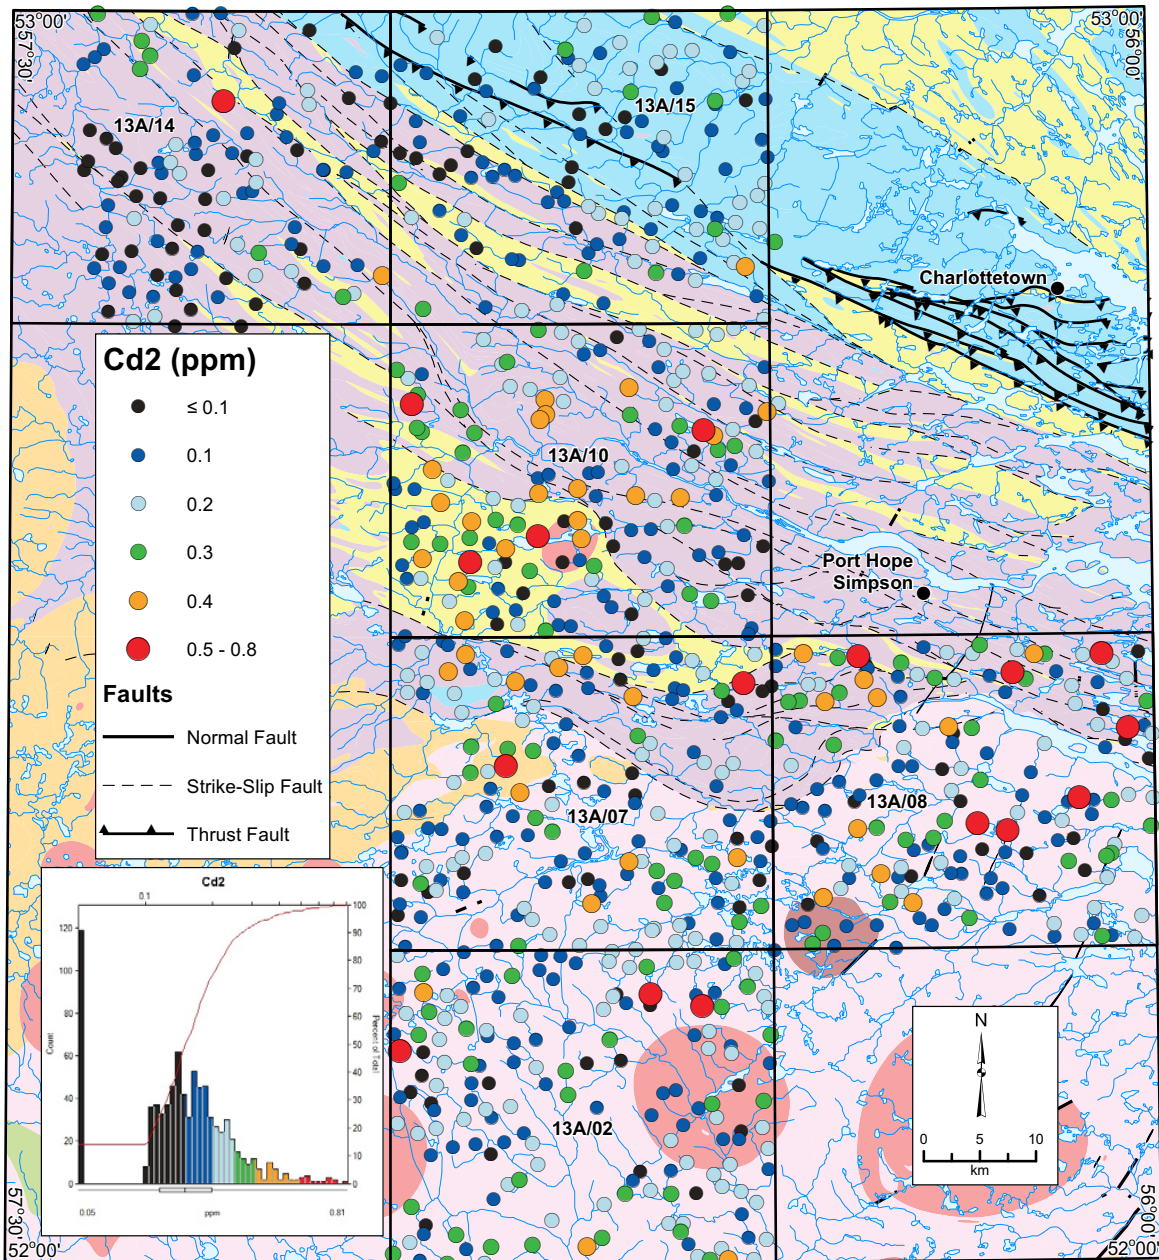 53°00'
57°30'
53°00'
56°00'
13A/14
13A/15
Charlottetown
Cd2 (ppm)
≤ 0.1
0.1
0.2
0.3
0.4
0.5 - 0.8
Faults
Normal Fault
Strike-Slip Fault
Thrust Fault
13A/10
Port Hope
Simpson
13A/07
13A/08
13A/02
Cd2
0.1
120
100
80
60
40
20
0
Count
100
90
80
70
60
50
40
30
20
10
0
Percent of Total
0.05
ppm
0.81
N
0
5
10
km
57°30'
52°00'
56°00'
52°00'